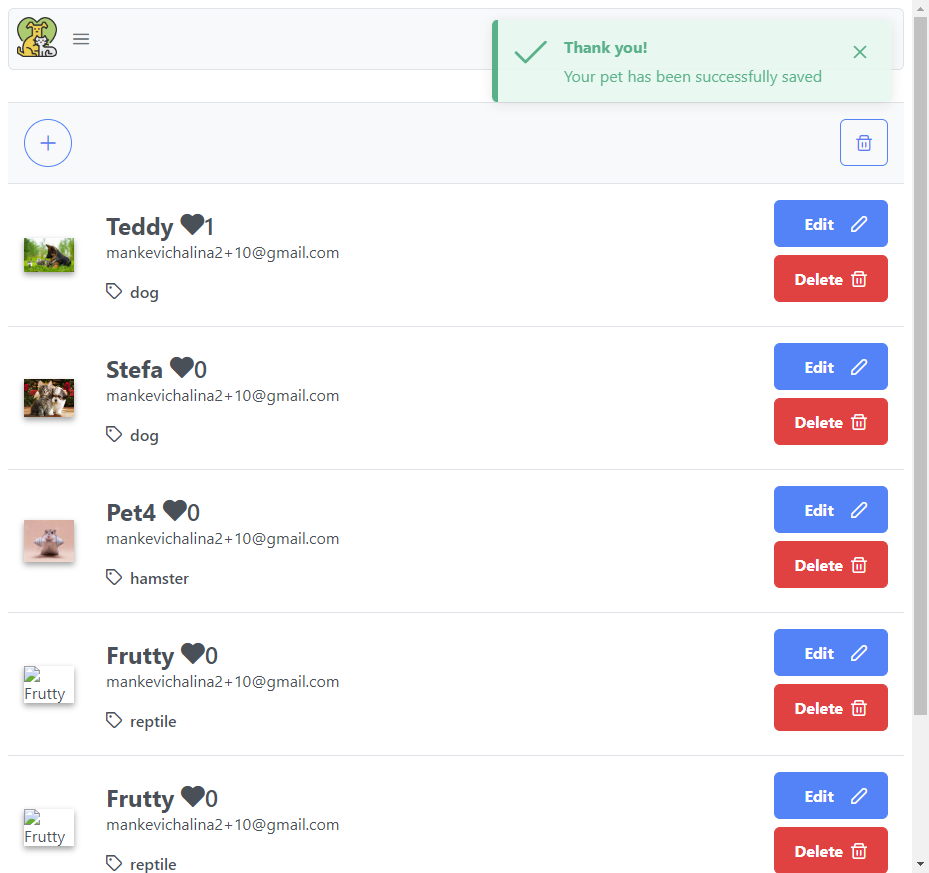 Thank you!
Your pet has been successfully saved
Teddy 1
mankevichalina2+10@gmail.com
dog
Edit
Delete
Stefa 0
mankevichalina2+10@gmail.com
dog
Edit
Delete
Pet4 0
mankevichalina2+10@gmail.com
hamster
Edit
Delete
Frutty
Frutty 0
mankevichalina2+10@gmail.com
reptile
Edit
Delete
Frutty
Frutty 0
mankevichalina2+10@gmail.com
reptile
Edit
Delete